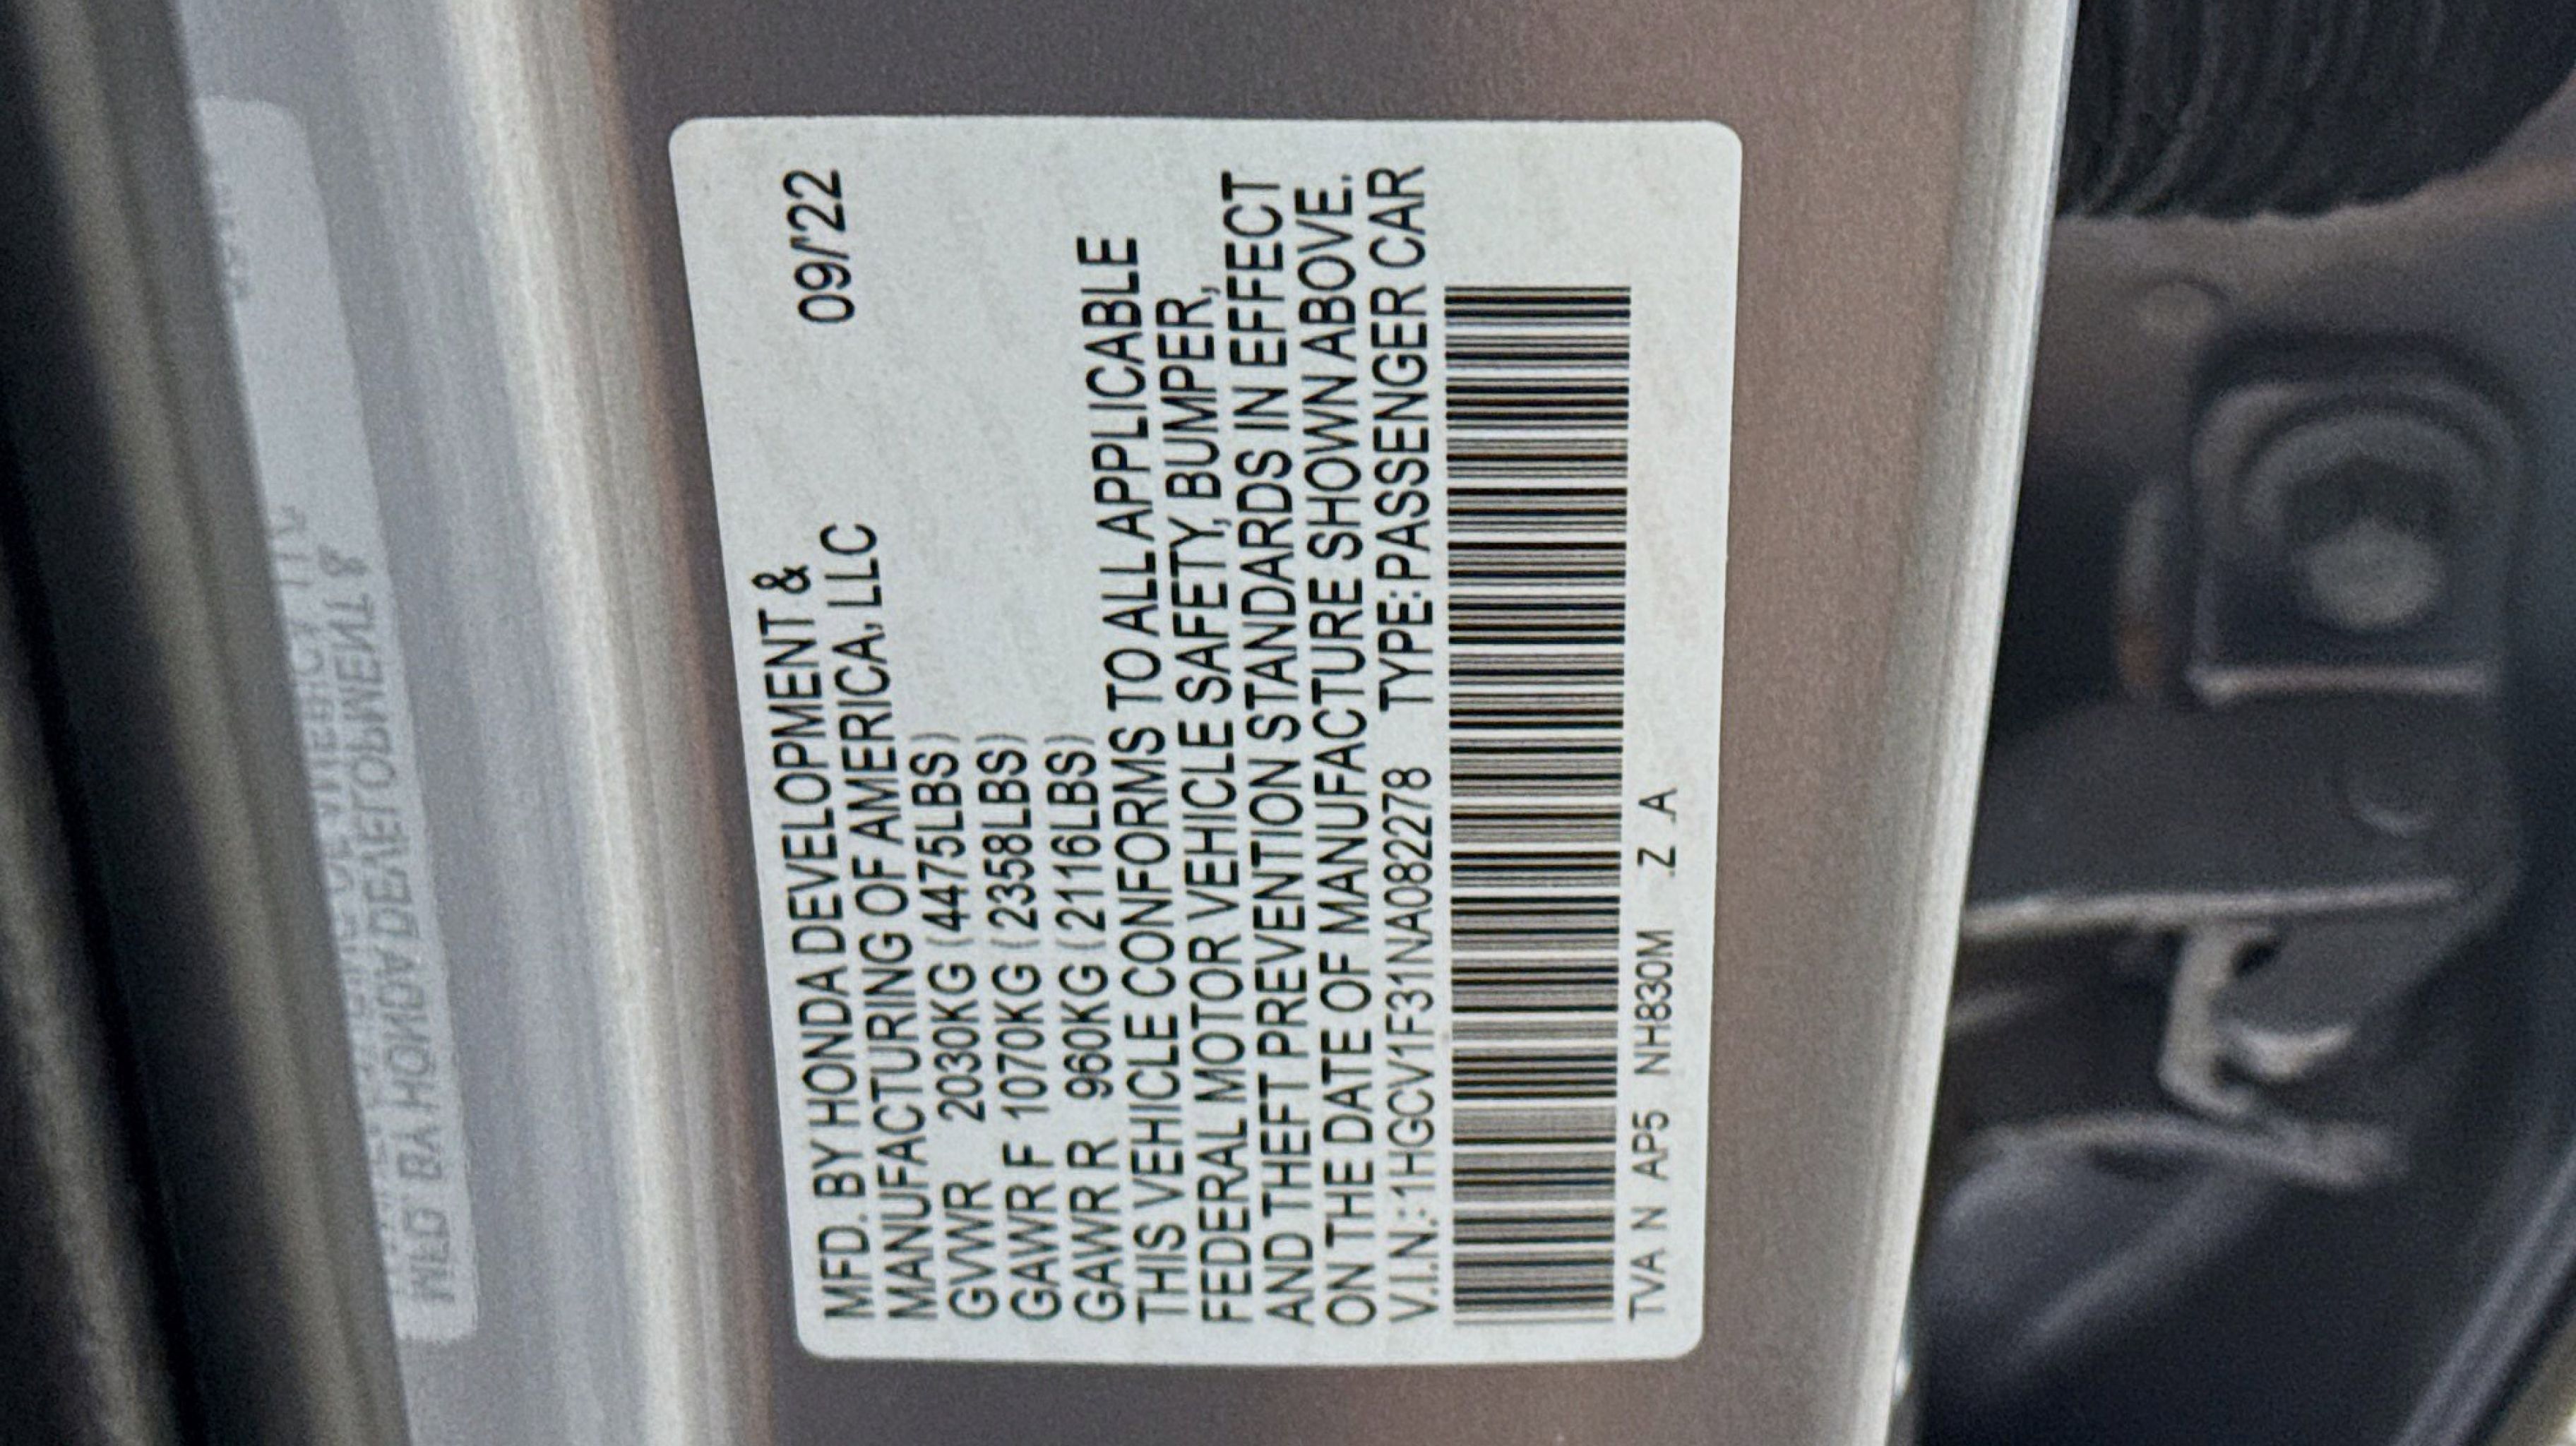 MFD. BY HONDA DEVELOPMENT &
MANUFACTURING OF AMERICA, LLC 09/'22
GVWR 2030KG (4475LBS)
GAWR F 1070KG (2358LBS)
GAWR R 960KG (2116LBS)
THIS VEHICLE CONFORMS TO ALL APPLICABLE
FEDERAL MOTOR VEHICLE SAFETY, BUMPER,
AND THEFT PREVENTION STANDARDS IN EFFECT
ON THE DATE OF MANUFACTURE SHOWN ABOVE.
V.I.N.: 1HGCV1F31NA082278 TYPE: PASSENGER CAR
TVA N AP5 NH830M Z A